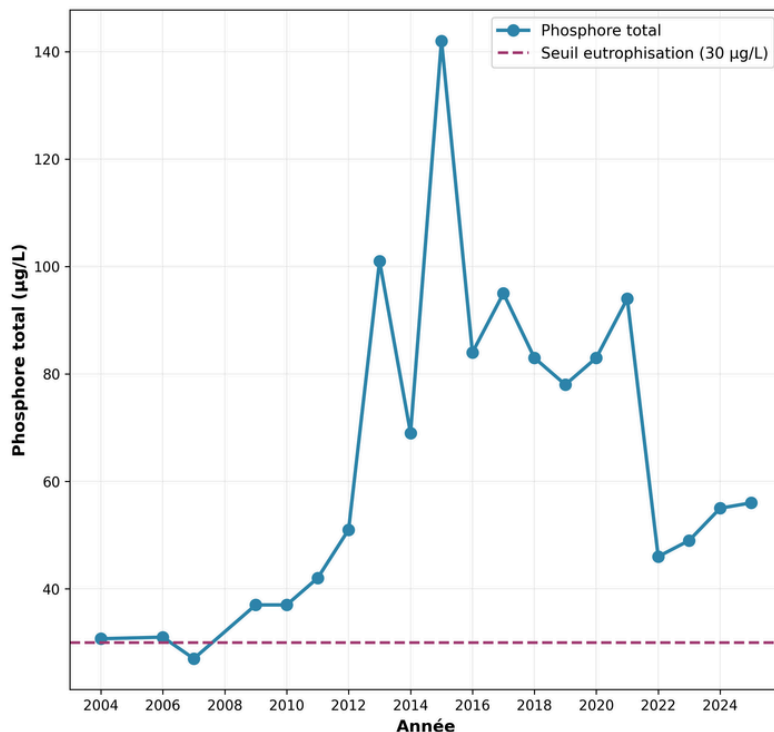 Phosphore total
Seuil eutrophisation (30 µg/L)
Phosphore total (µg/L)
140
120
100
80
60
40
2004 2006 2007 2008 2010 2012 2014 2016 2018 2020 2022 2024
Année